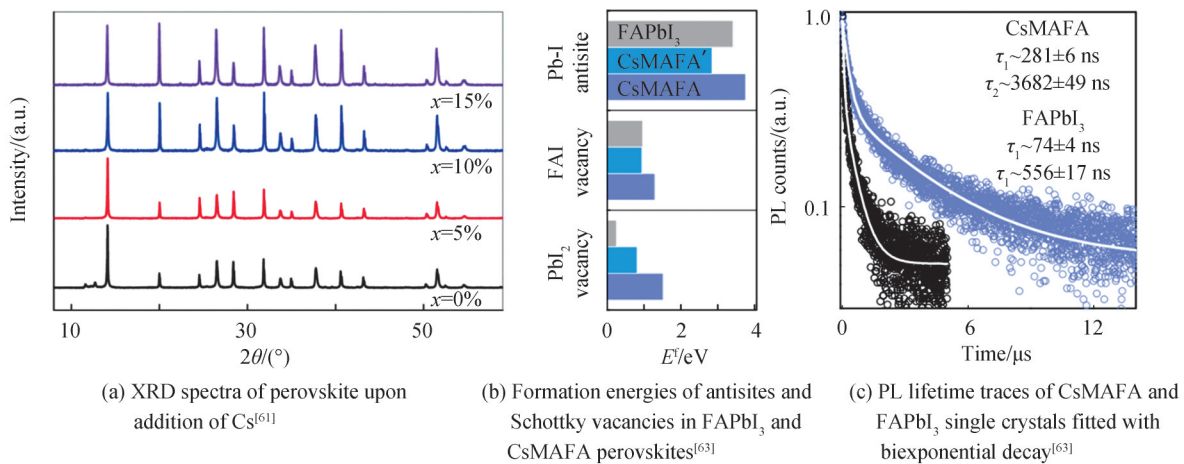 Intensity/(a.u.)
x=15%
x=10%
x=5%
x=0%
10
30
50
2θ/(°)
(a) XRD spectra of perovskite upon
addition of Cs[61]
Pb-I
antisite
FAI
vacancy
PbI₂
vacancy
FAPbI₃
CsMAFA′
CsMAFA
0
2
4
Eᶠ/eV
(b) Formation energies of antisites and
Schottky vacancies in FAPbI₃ and
CsMAFA perovskites[63]
PL counts/(a.u.)
1.0
0.1
CsMAFA
τ₁~281±6 ns
τ₂~3682±49 ns
FAPbI₃
τ₁~74±4 ns
τ₁~556±17 ns
0
6
12
Time/μs
(c) PL lifetime traces of CsMAFA and
FAPbI₃ single crystals fitted with
biexponential decay[63]